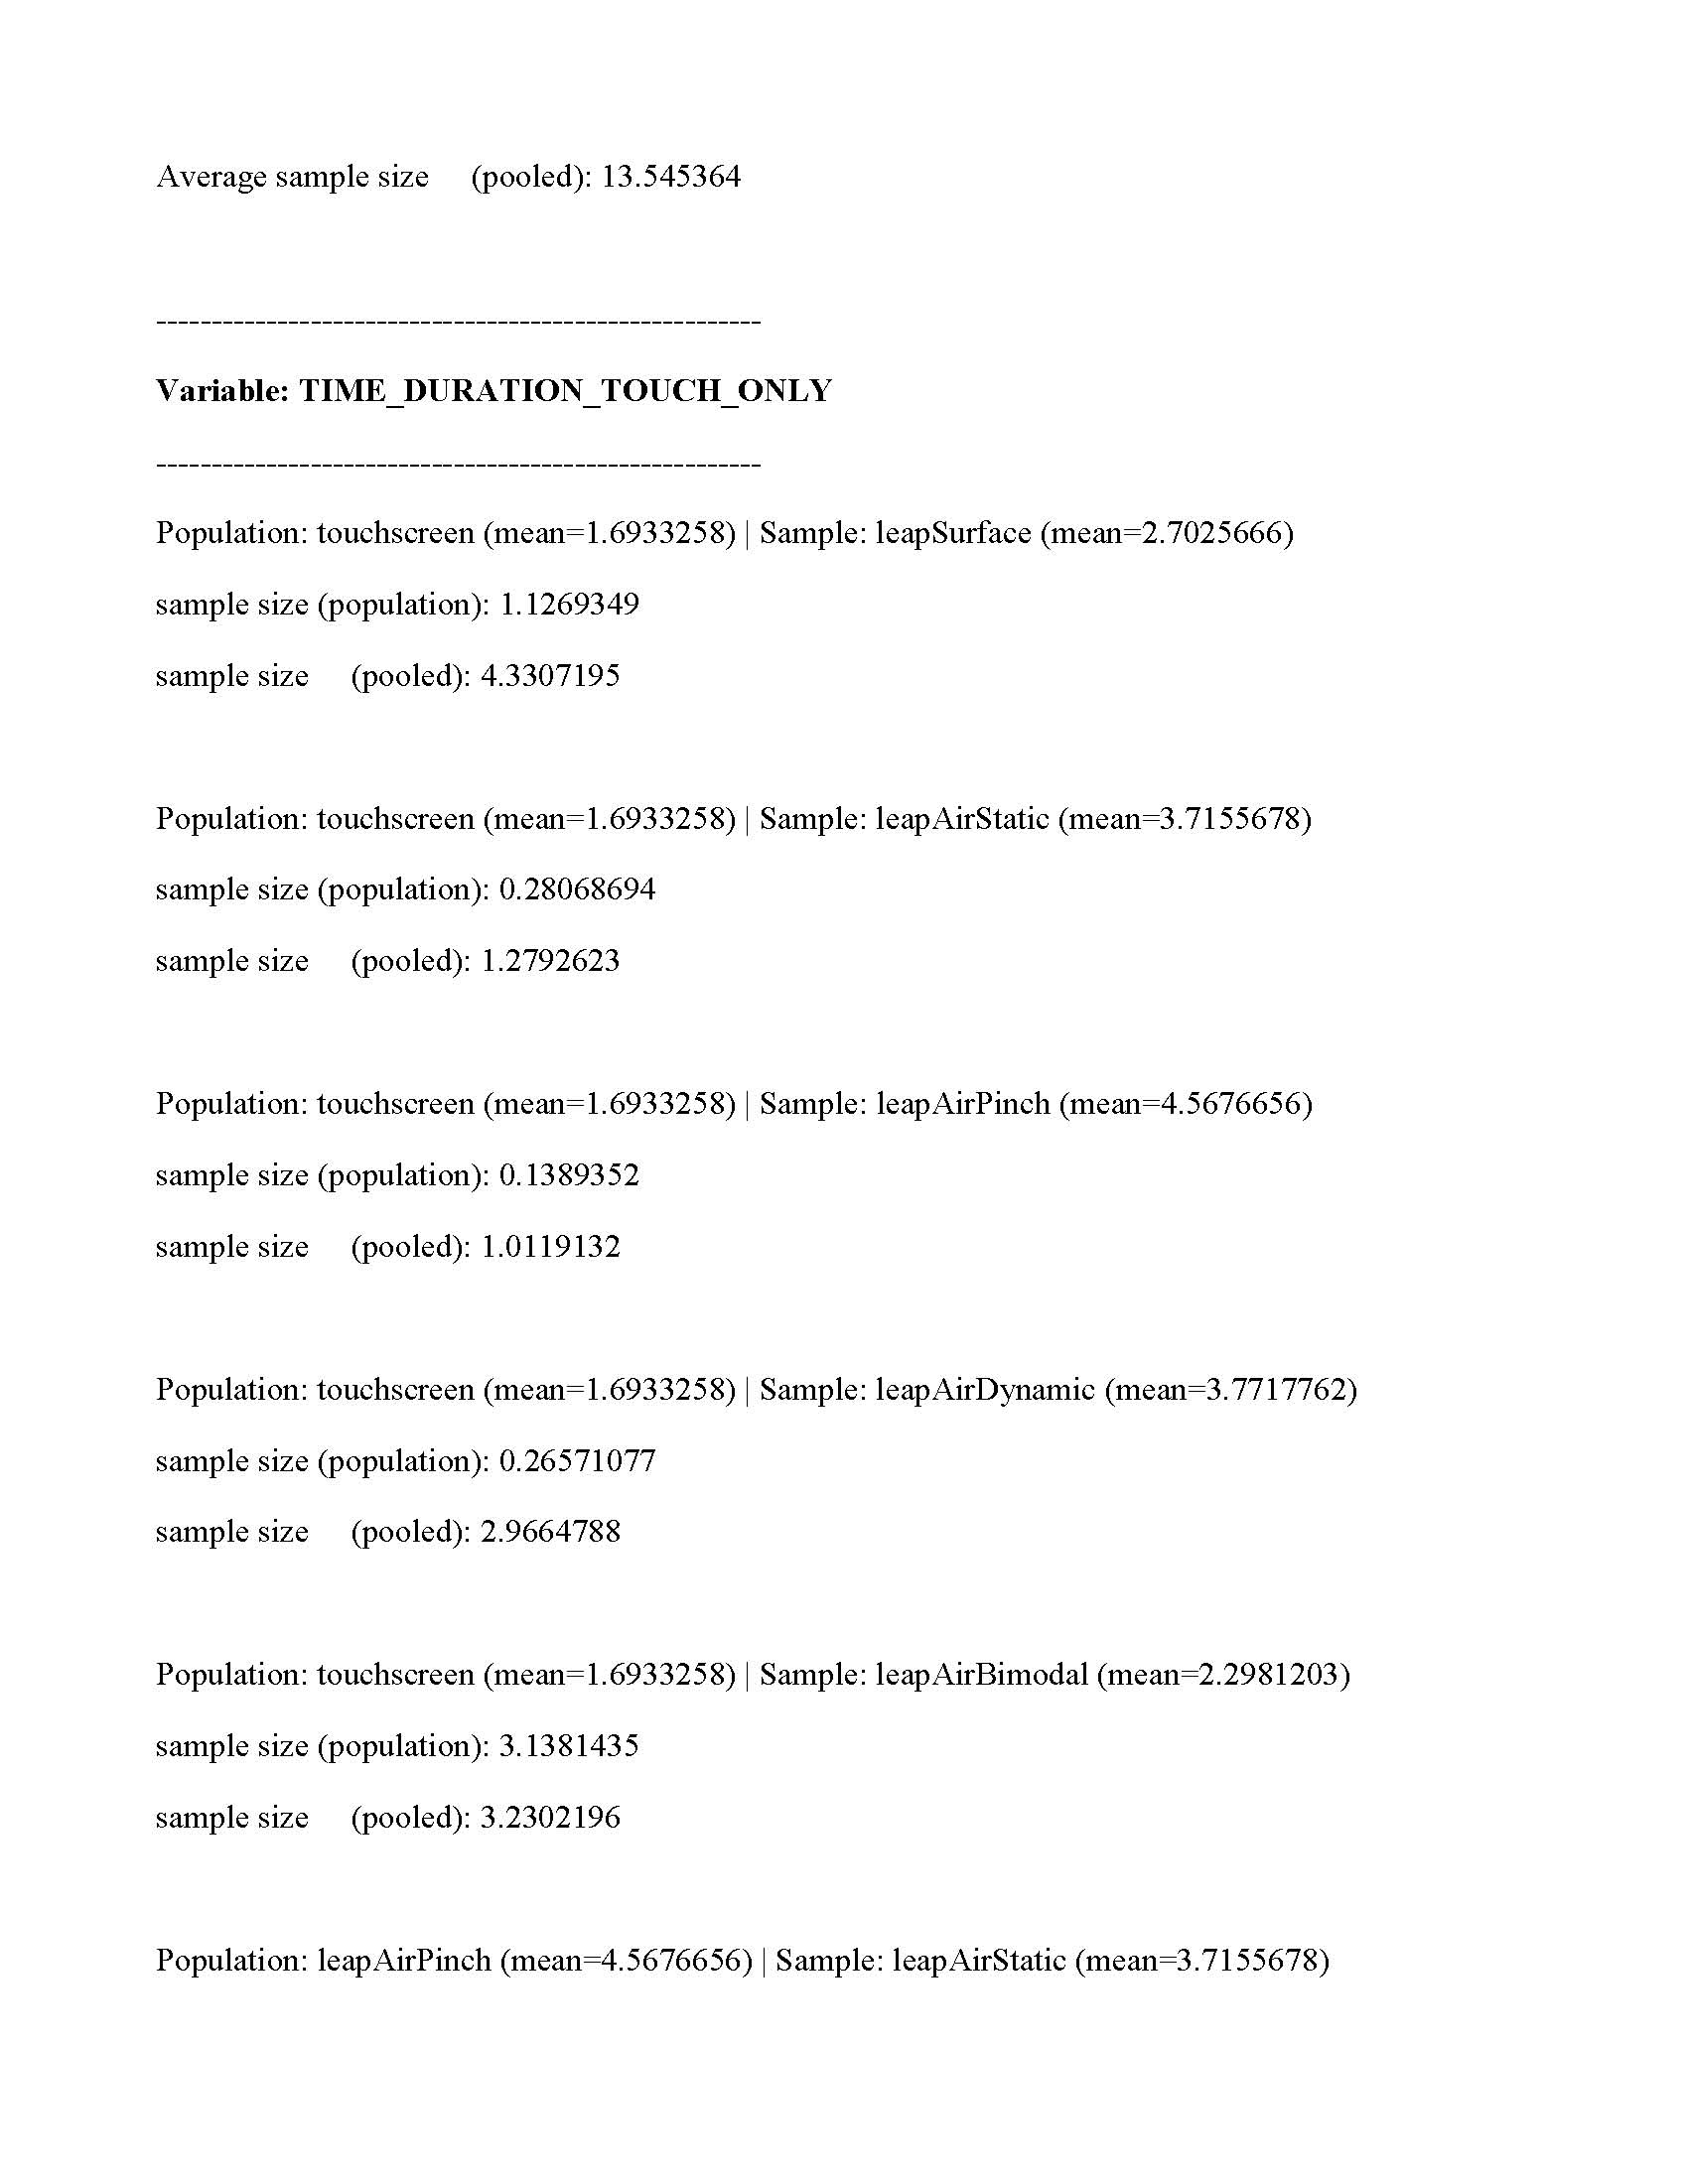 Average sample size (pooled): 13.545364
-------------------------------------------------------
Variable: TIME_DURATION_TOUCH_ONLY
-------------------------------------------------------
Population: touchscreen (mean=1.6933258) | Sample: leapSurface (mean=2.7025666)
sample size (population): 1.1269349
sample size (pooled): 4.3307195
Population: touchscreen (mean=1.6933258) | Sample: leapAirStatic (mean=3.7155678)
sample size (population): 0.28068694
sample size (pooled): 1.2792623
Population: touchscreen (mean=1.6933258) | Sample: leapAirPinch (mean=4.5676656)
sample size (population): 0.1389352
sample size (pooled): 1.0119132
Population: touchscreen (mean=1.6933258) | Sample: leapAirDynamic (mean=3.7717762)
sample size (population): 0.26571077
sample size (pooled): 2.9664788
Population: touchscreen (mean=1.6933258) | Sample: leapAirBimodal (mean=2.2981203)
sample size (population): 3.1381435
sample size (pooled): 3.2302196
Population: leapAirPinch (mean=4.5676656) | Sample: leapAirStatic (mean=3.7155678)